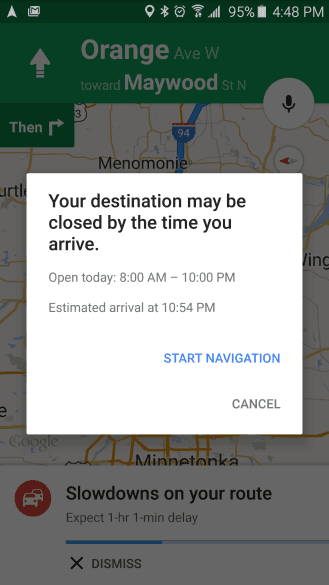 95% 4:48 PM
Orange Ave W
toward Maywood St N
Then
94
Menomonie
Your destination may be
closed by the time you
arrive.
Open today: 8:00 AM – 10:00 PM
Estimated arrival at 10:54 PM
START NAVIGATION
CANCEL
Google
Minnetonka
Slowdowns on your route
Expect 1-hr 1-min delay
DISMISS